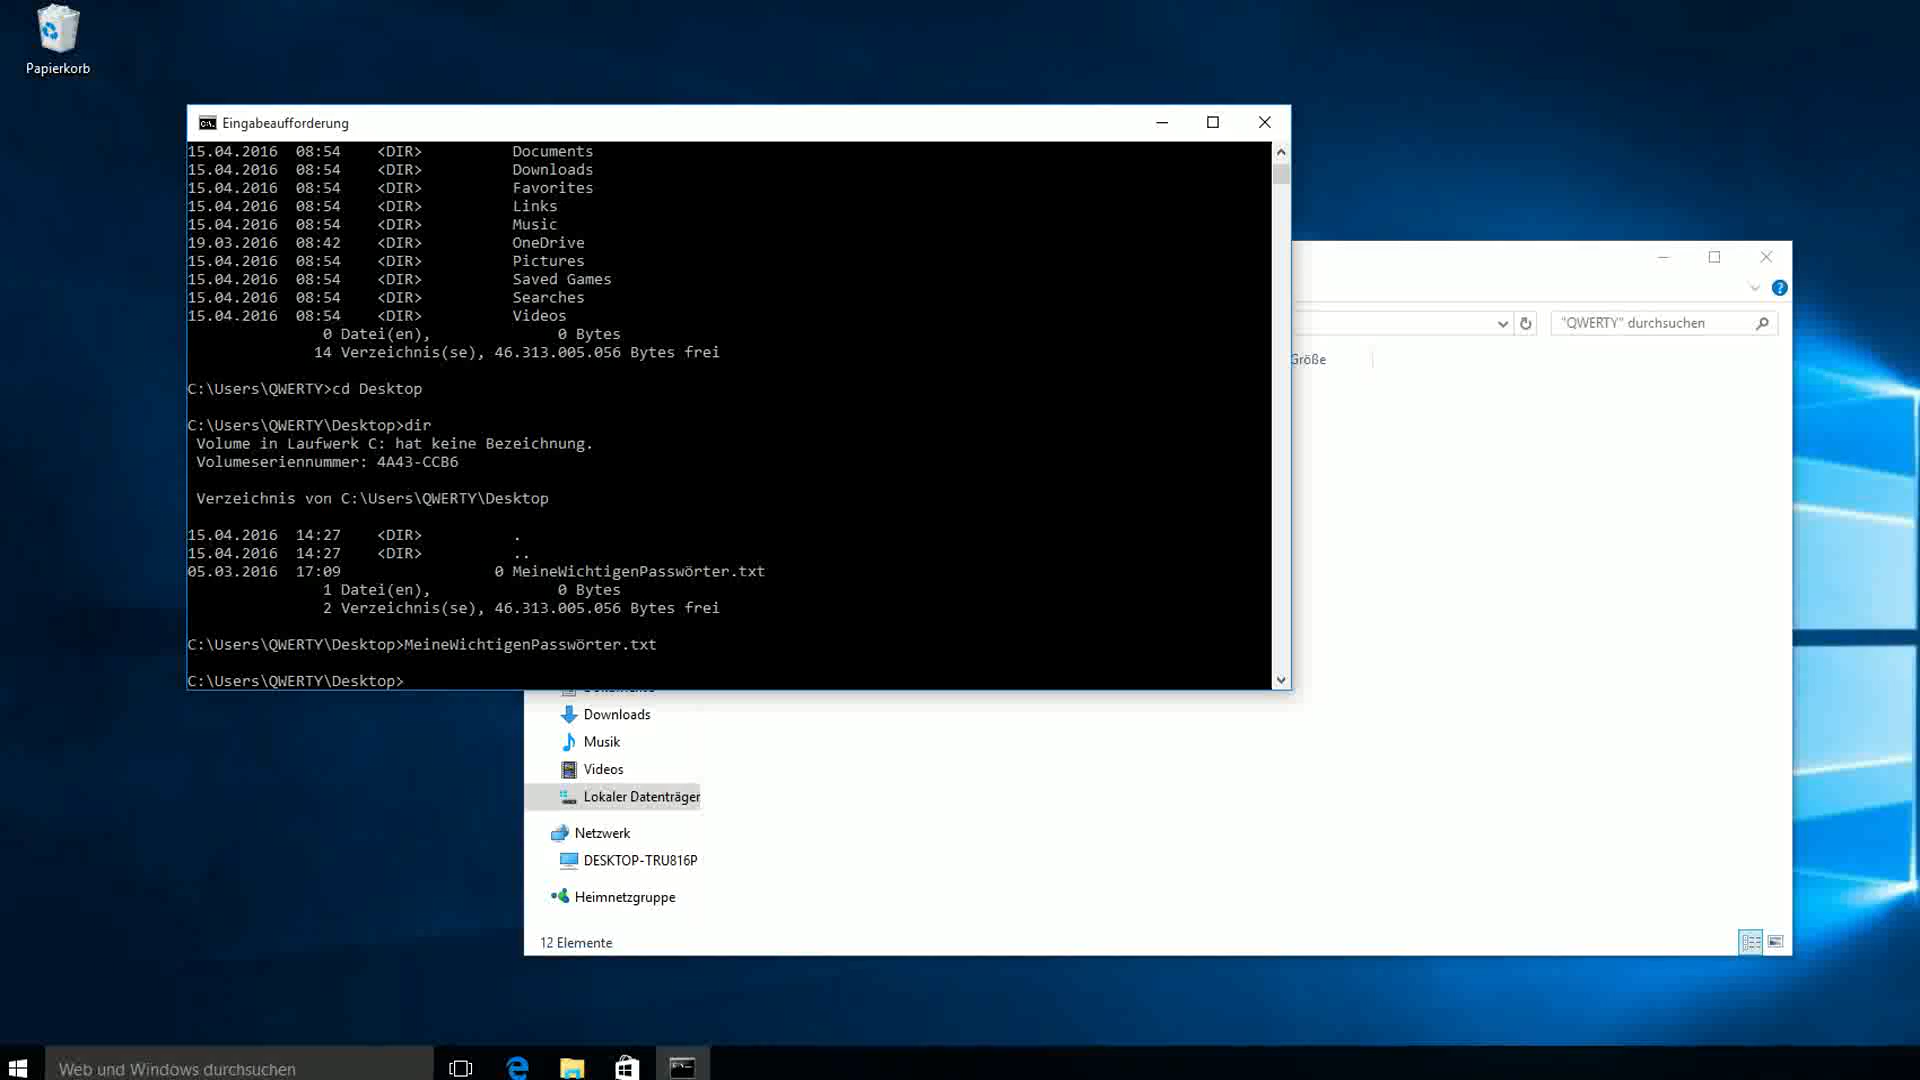 Papierkorb
Eingabeaufforderung
15.04.2016  08:54    <DIR>          Documents
15.04.2016  08:54    <DIR>          Downloads
15.04.2016  08:54    <DIR>          Favorites
15.04.2016  08:54    <DIR>          Links
15.04.2016  08:54    <DIR>          Music
19.03.2016  08:42    <DIR>          OneDrive
15.04.2016  08:54    <DIR>          Pictures
15.04.2016  08:54    <DIR>          Saved Games
15.04.2016  08:54    <DIR>          Searches
15.04.2016  08:54    <DIR>          Videos
0 Datei(en),              0 Bytes
14 Verzeichnis(se), 46.313.005.056 Bytes frei
C:\Users\QWERTY>cd Desktop
C:\Users\QWERTY\Desktop>dir
Volume in Laufwerk C: hat keine Bezeichnung.
Volumeseriennummer: 4A43-CCB6
Verzeichnis von C:\Users\QWERTY\Desktop
15.04.2016  14:27    <DIR>          .
15.04.2016  14:27    <DIR>          ..
05.03.2016  17:09                 0 MeineWichtigenPasswörter.txt
1 Datei(en),              0 Bytes
2 Verzeichnis(se), 46.313.005.056 Bytes frei
C:\Users\QWERTY\Desktop>MeineWichtigenPasswörter.txt
C:\Users\QWERTY\Desktop>
"QWERTY" durchsuchen
Größe
Downloads
Musik
Videos
Lokaler Datenträger
Netzwerk
DESKTOP-TRU816P
Heimnetzgruppe
12 Elemente
Web und Windows durchsuchen